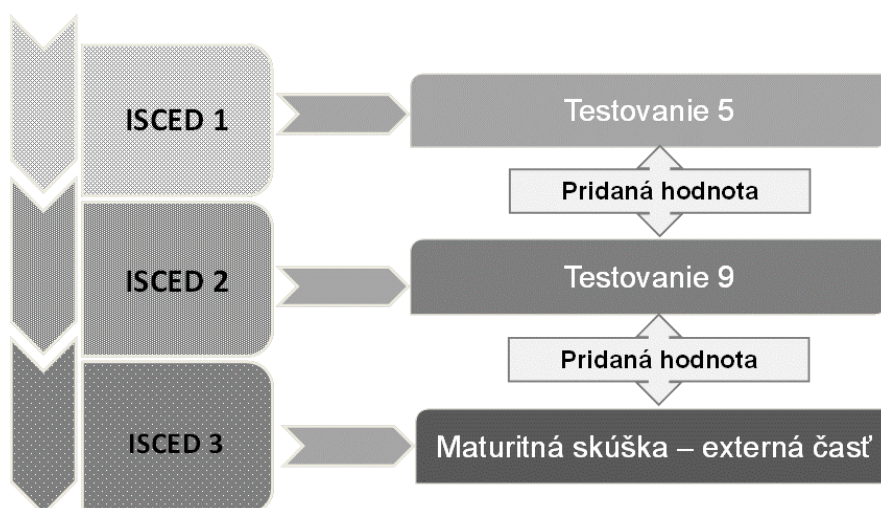 ISCED 1
Testovanie 5
Pridaná hodnota
ISCED 2
Testovanie 9
Pridaná hodnota
ISCED 3
Maturitná skúška – externá časť